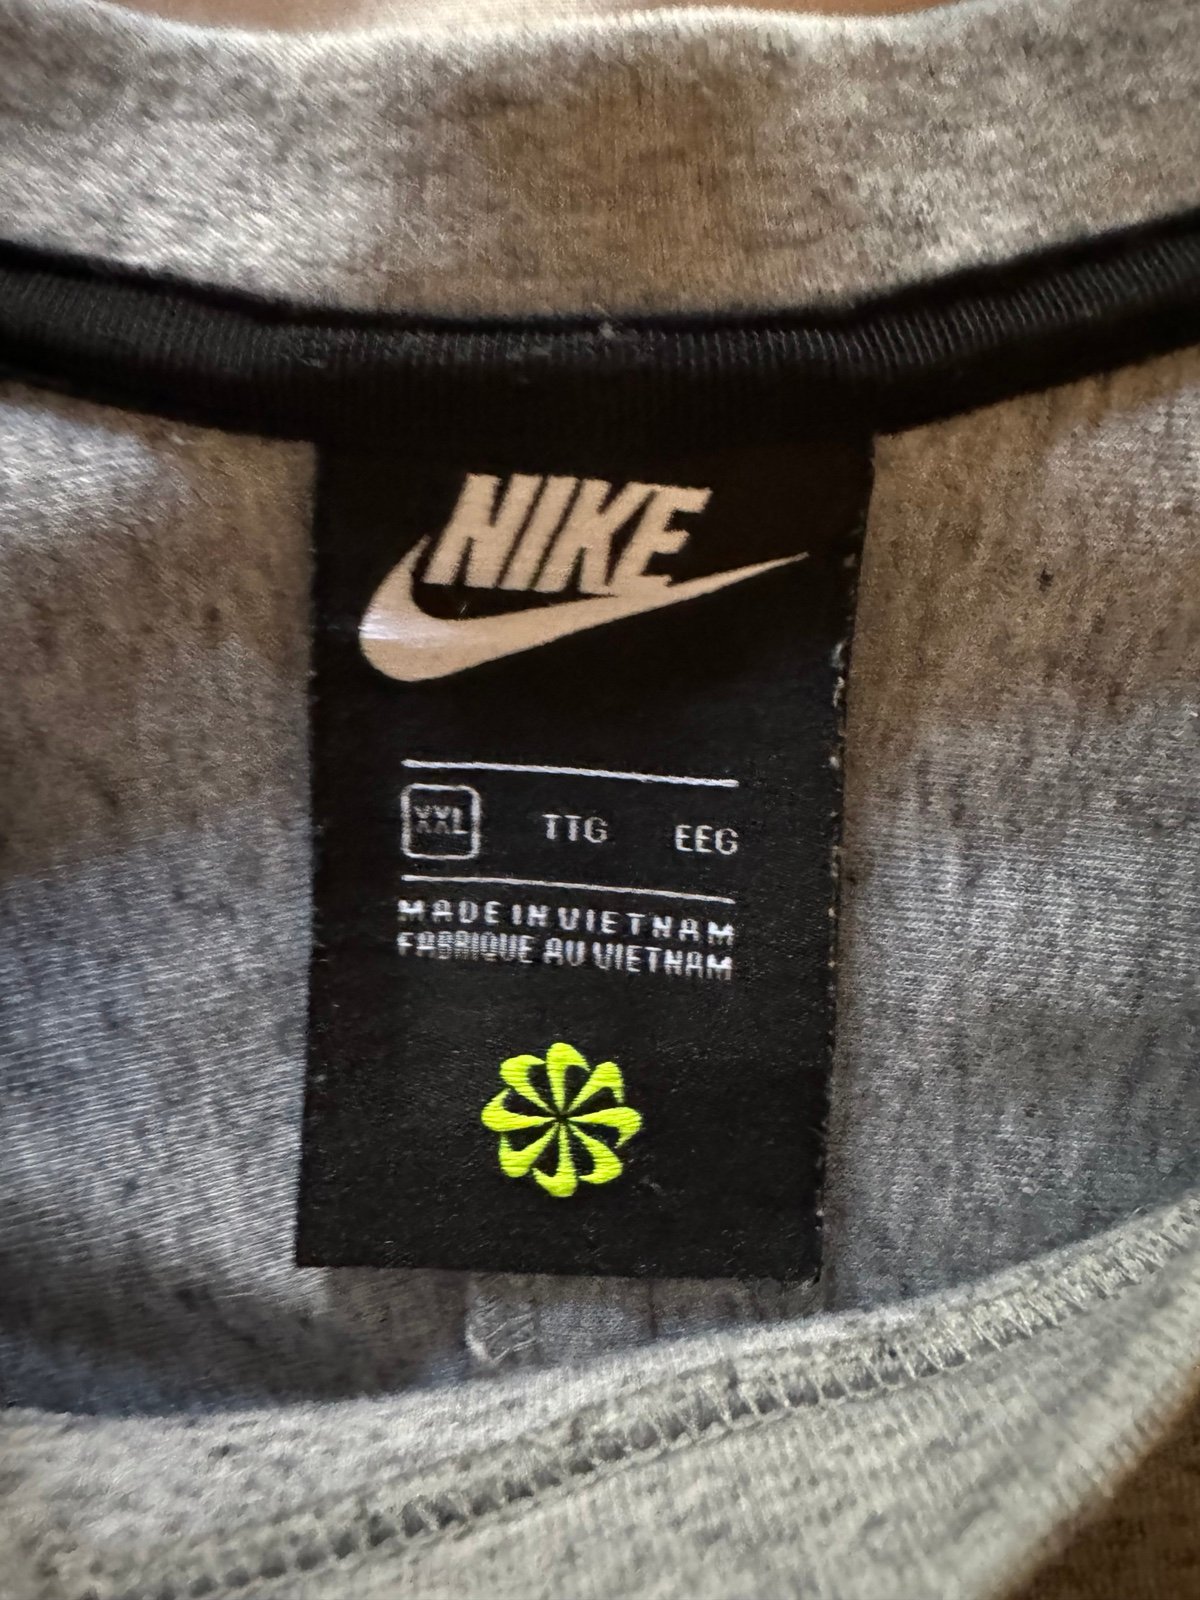 NIKE
XXL TTG EEG
MADE IN VIETNAM
FABRIQUE AU VIETNAM